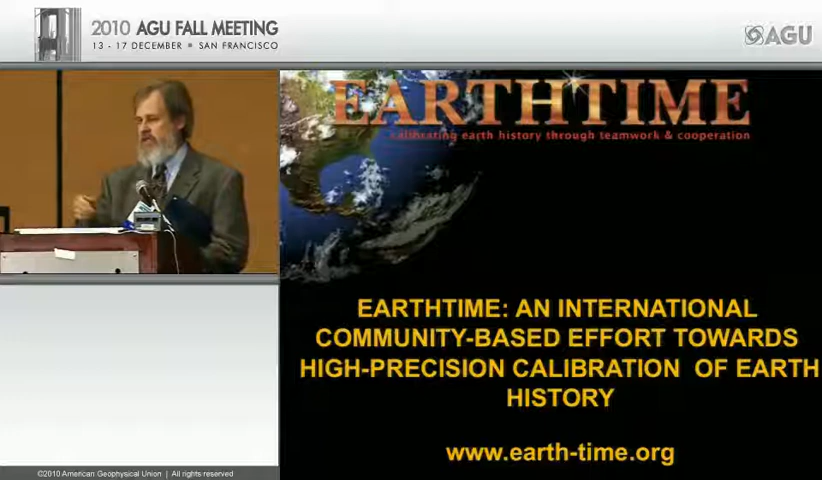 2010 AGU FALL MEETING
13 - 17 DECEMBER ■ SAN FRANCISCO
AGU
EARTHTIME
calibrating earth history through teamwork & cooperation
EARTHTIME: AN INTERNATIONAL
COMMUNITY-BASED EFFORT TOWARDS
HIGH-PRECISION CALIBRATION OF EARTH
HISTORY
www.earth-time.org
©2010 American Geophysical Union | All rights reserved